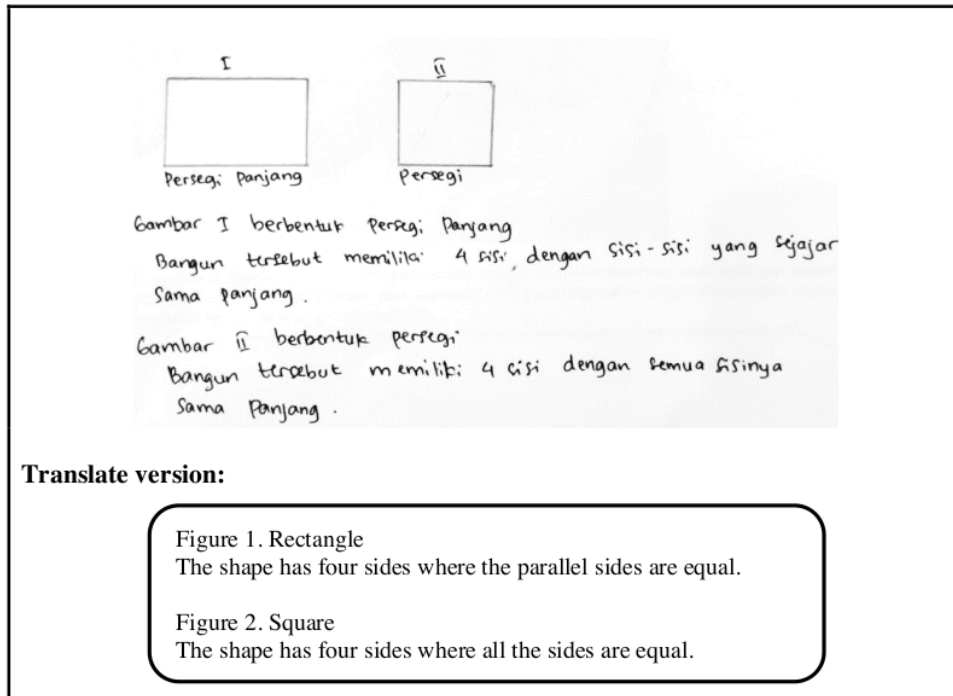 I
II
Persegi Panjang
Persegi
Gambar I berbentuk Persegi Panjang
Bangun tersebut memiliki 4 sisi, dengan sisi-sisi yang sejajar
Sama panjang.
Gambar II berbentuk persegi
Bangun tersebut memiliki 4 sisi dengan semua sisinya
Sama Panjang.
Translate version:
Figure 1. Rectangle
The shape has four sides where the parallel sides are equal.
Figure 2. Square
The shape has four sides where all the sides are equal.